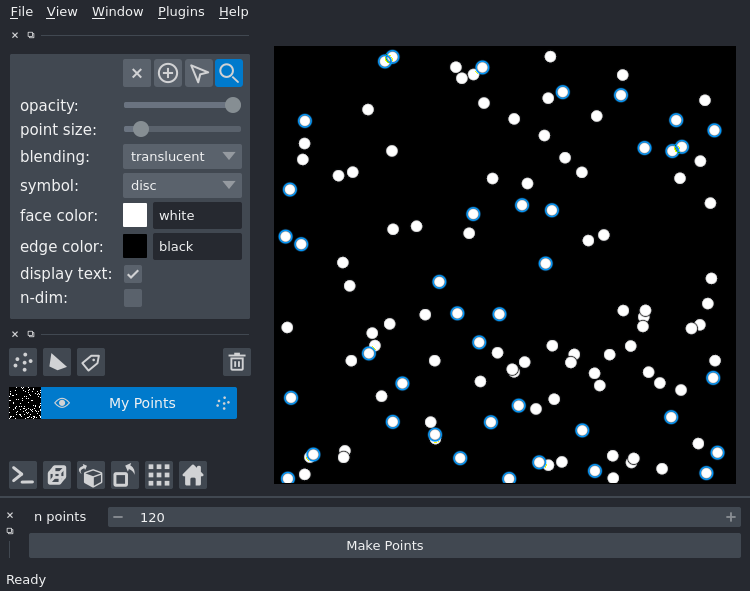 File View Window Plugins Help
opacity:
point size:
blending: translucent
symbol: disc
face color: white
edge color: black
display text:
n-dim:
My Points
n points 120
Make Points
Ready